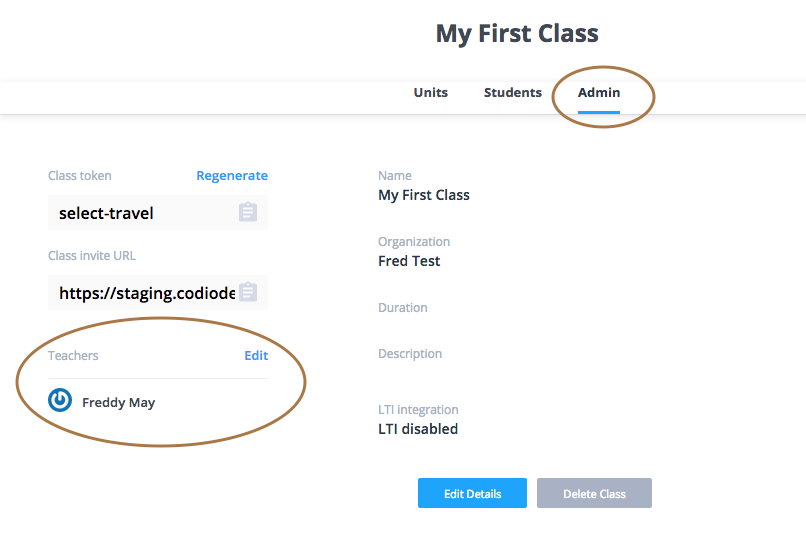 My First Class
Units Students Admin
Class token Regenerate
select-travel
Class invite URL
https://staging.codiode
Teachers Edit
Freddy May
Name
My First Class
Organization
Fred Test
Duration
Description
LTI integration
LTI disabled
Edit Details Delete Class